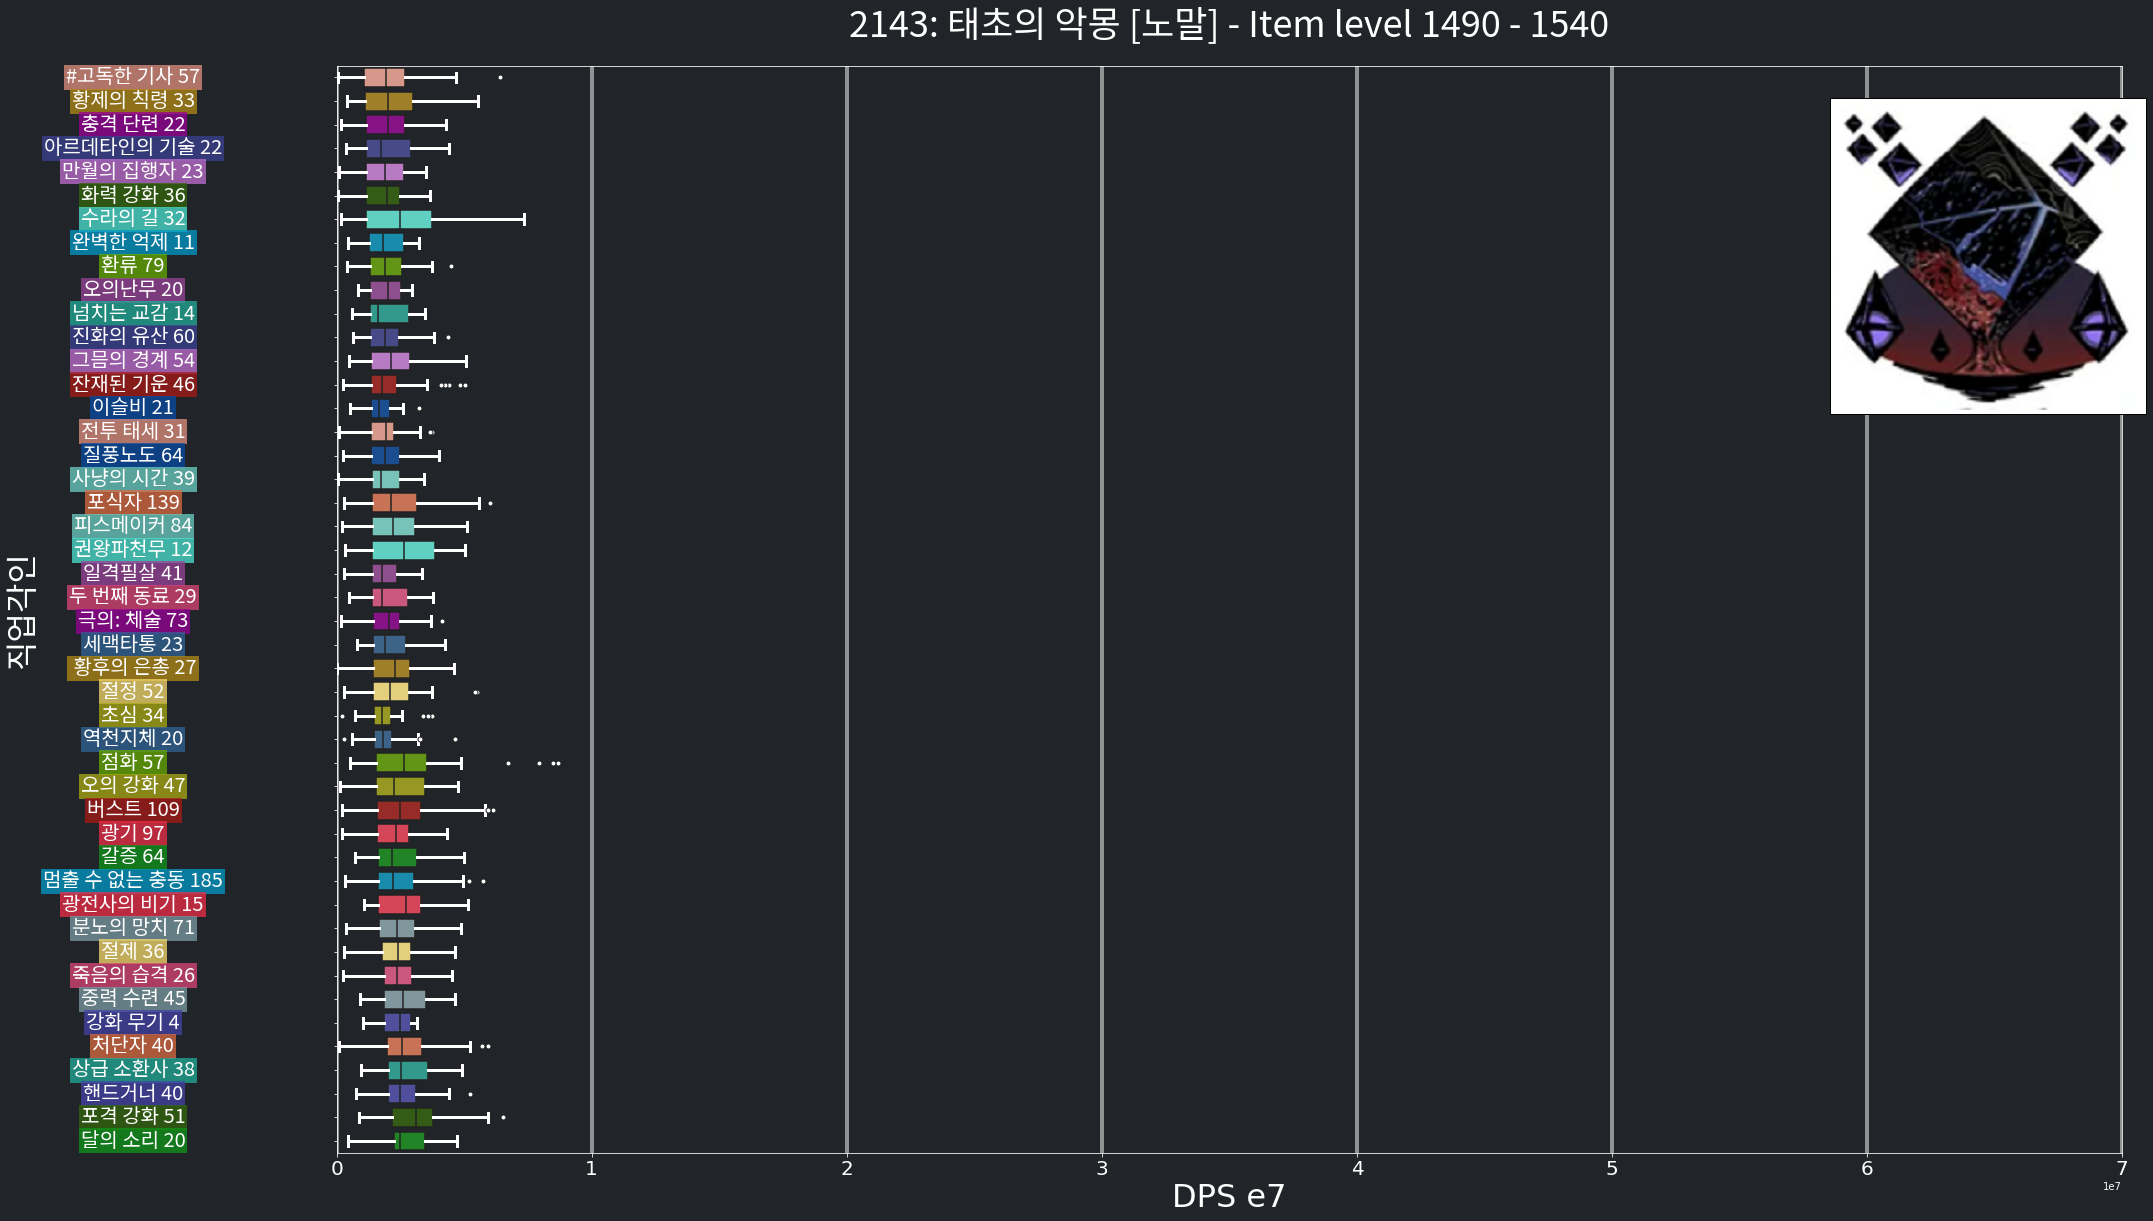 2143: 태초의 악몽 [노말] - Item level 1490 - 1540
직업각인
#고독한 기사 57
황제의 칙령 33
충격 단련 22
아르데타인의 기술 22
만월의 집행자 23
화력 강화 36
수라의 길 32
완벽한 억제 11
환류 79
오의난무 20
넘치는 교감 14
진화의 유산 60
그믐의 경계 54
잔재된 기운 46
이슬비 21
전투 태세 31
질풍노도 64
사냥의 시간 39
포식자 139
피스메이커 84
권왕파천무 12
일격필살 41
두 번째 동료 29
극의: 체술 73
세맥타통 23
황후의 은총 27
절정 52
초심 34
역천지체 20
점화 57
오의 강화 47
버스트 109
광기 97
갈증 64
멈출 수 없는 충동 185
광전사의 비기 15
분노의 망치 71
절제 36
죽음의 습격 26
중력 수련 45
강화 무기 4
처단자 40
상급 소환사 38
핸드거너 40
포격 강화 51
달의 소리 20
0 1 2 3 4 5 6 7
1e7
DPS e7